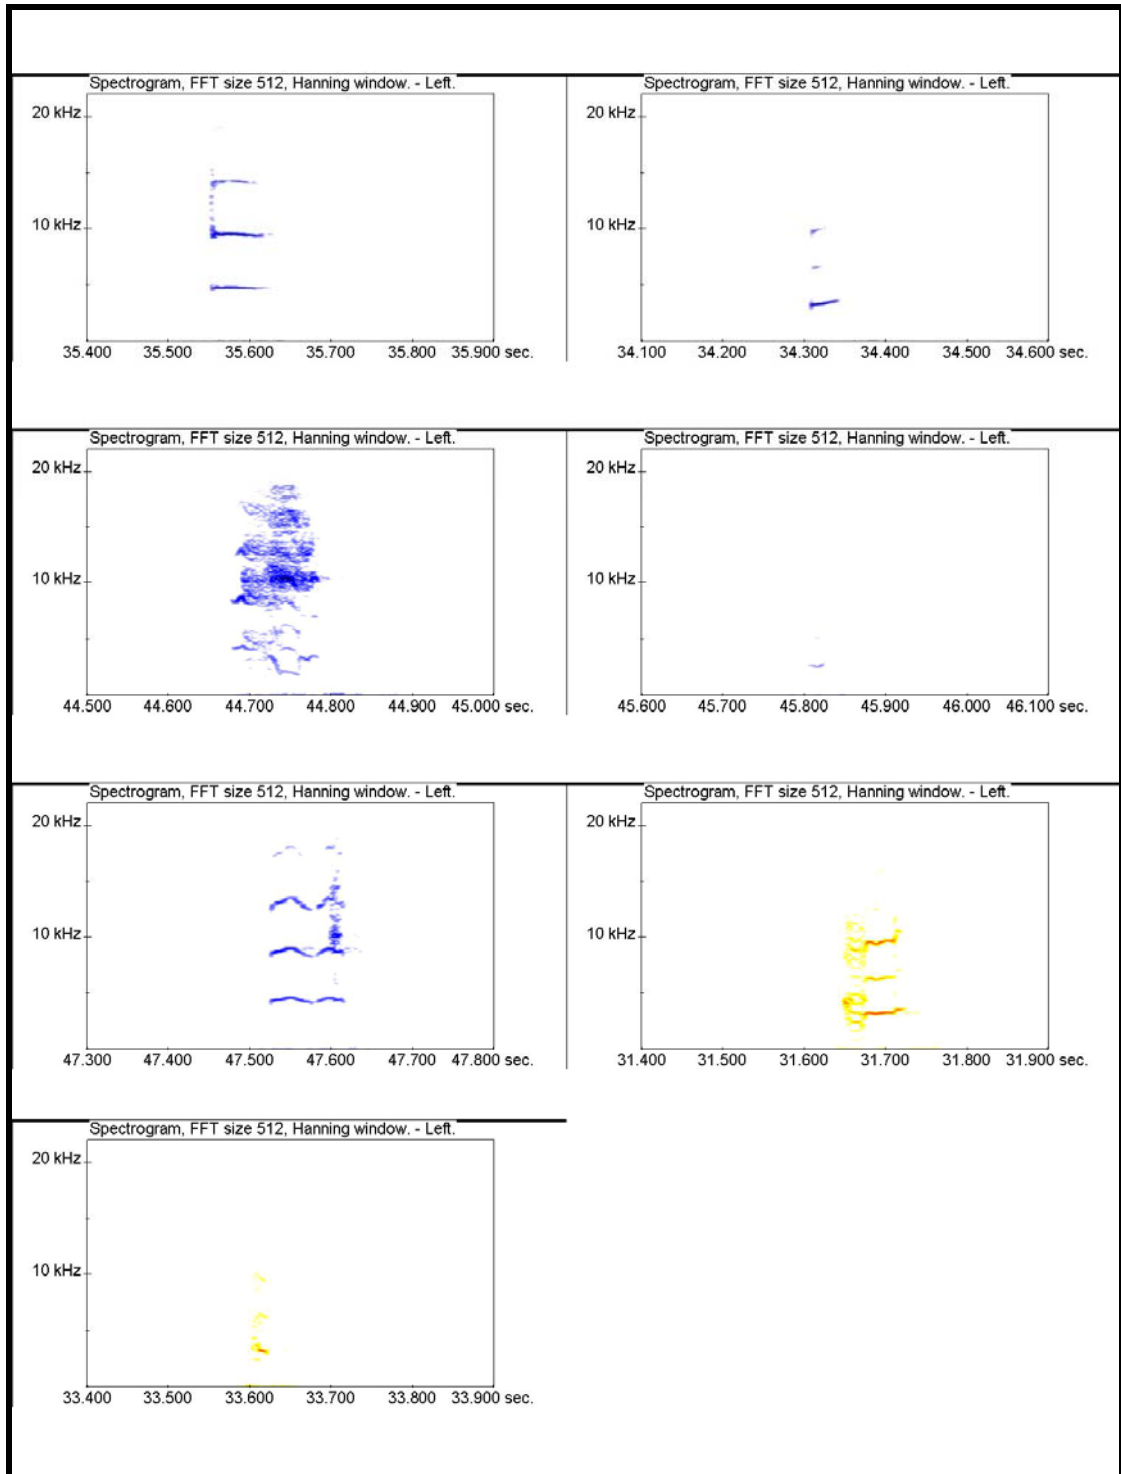 Spectrogram, FFT size 512, Hanning window. - Left.
20 kHz
10 kHz
35.400 35.500 35.600 35.700 35.800 35.900 sec.
Spectrogram, FFT size 512, Hanning window. - Left.
20 kHz
10 kHz
34.100 34.200 34.300 34.400 34.500 34.600 sec.
Spectrogram, FFT size 512, Hanning window. - Left.
20 kHz
10 kHz
44.500 44.600 44.700 44.800 44.900 45.000 sec.
Spectrogram, FFT size 512, Hanning window. - Left.
20 kHz
10 kHz
45.600 45.700 45.800 45.900 46.000 46.100 sec.
Spectrogram, FFT size 512, Hanning window. - Left.
20 kHz
10 kHz
47.300 47.400 47.500 47.600 47.700 47.800 sec.
Spectrogram, FFT size 512, Hanning window. - Left.
20 kHz
10 kHz
31.400 31.500 31.600 31.700 31.800 31.900 sec.
Spectrogram, FFT size 512, Hanning window. - Left.
20 kHz
10 kHz
33.400 33.500 33.600 33.700 33.800 33.900 sec.